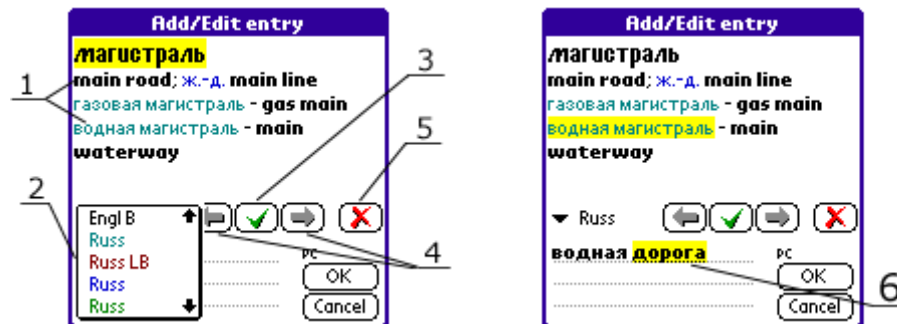 Add/Edit entry
магистраль
main road; ж.-д. main line
газовая магистраль - gas main
водная магистраль - main
waterway
Engl B
Russ
Russ LB
Russ
Russ
PC
OK
Cancel
1
2
3
5
4
Add/Edit entry
магистраль
main road; ж.-д. main line
газовая магистраль - gas main
водная магистраль - main
waterway
Russ
водная дорога
PC
OK
Cancel
6